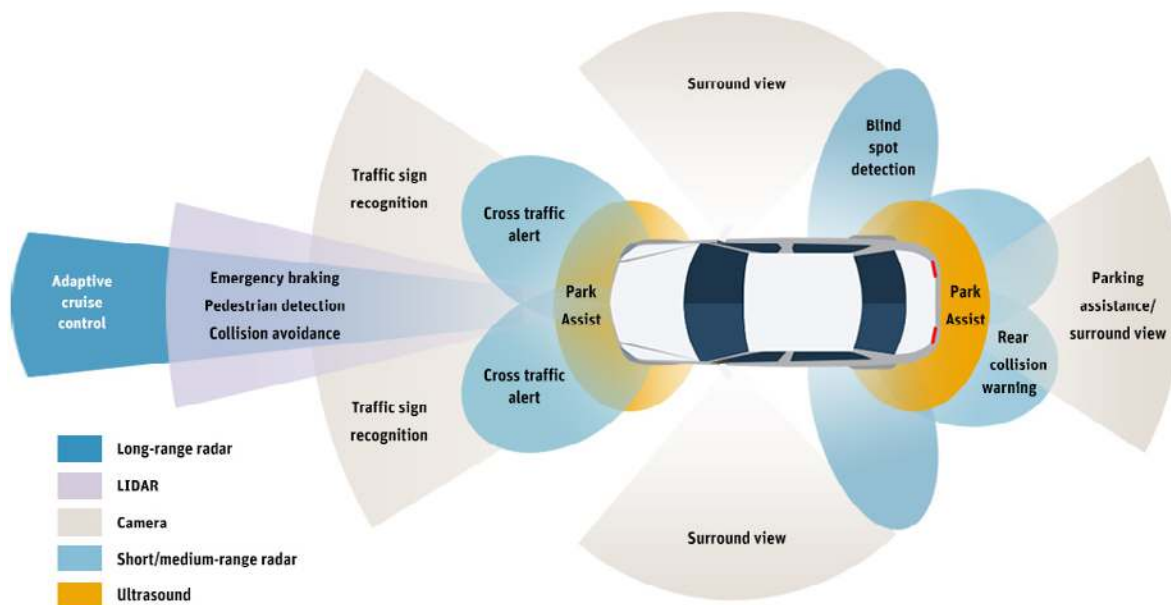 Surround view
Blind
spot
detection
Traffic sign
recognition
Cross traffic
alert
Adaptive
cruise
control
Emergency braking
Pedestrian detection
Collision avoidance
Park
Assist
Park
Assist
Parking
assistance/
surround view
Rear
collision
warning
Cross traffic
alert
Traffic sign
recognition
Surround view
Long-range radar
LIDAR
Camera
Short/medium-range radar
Ultrasound